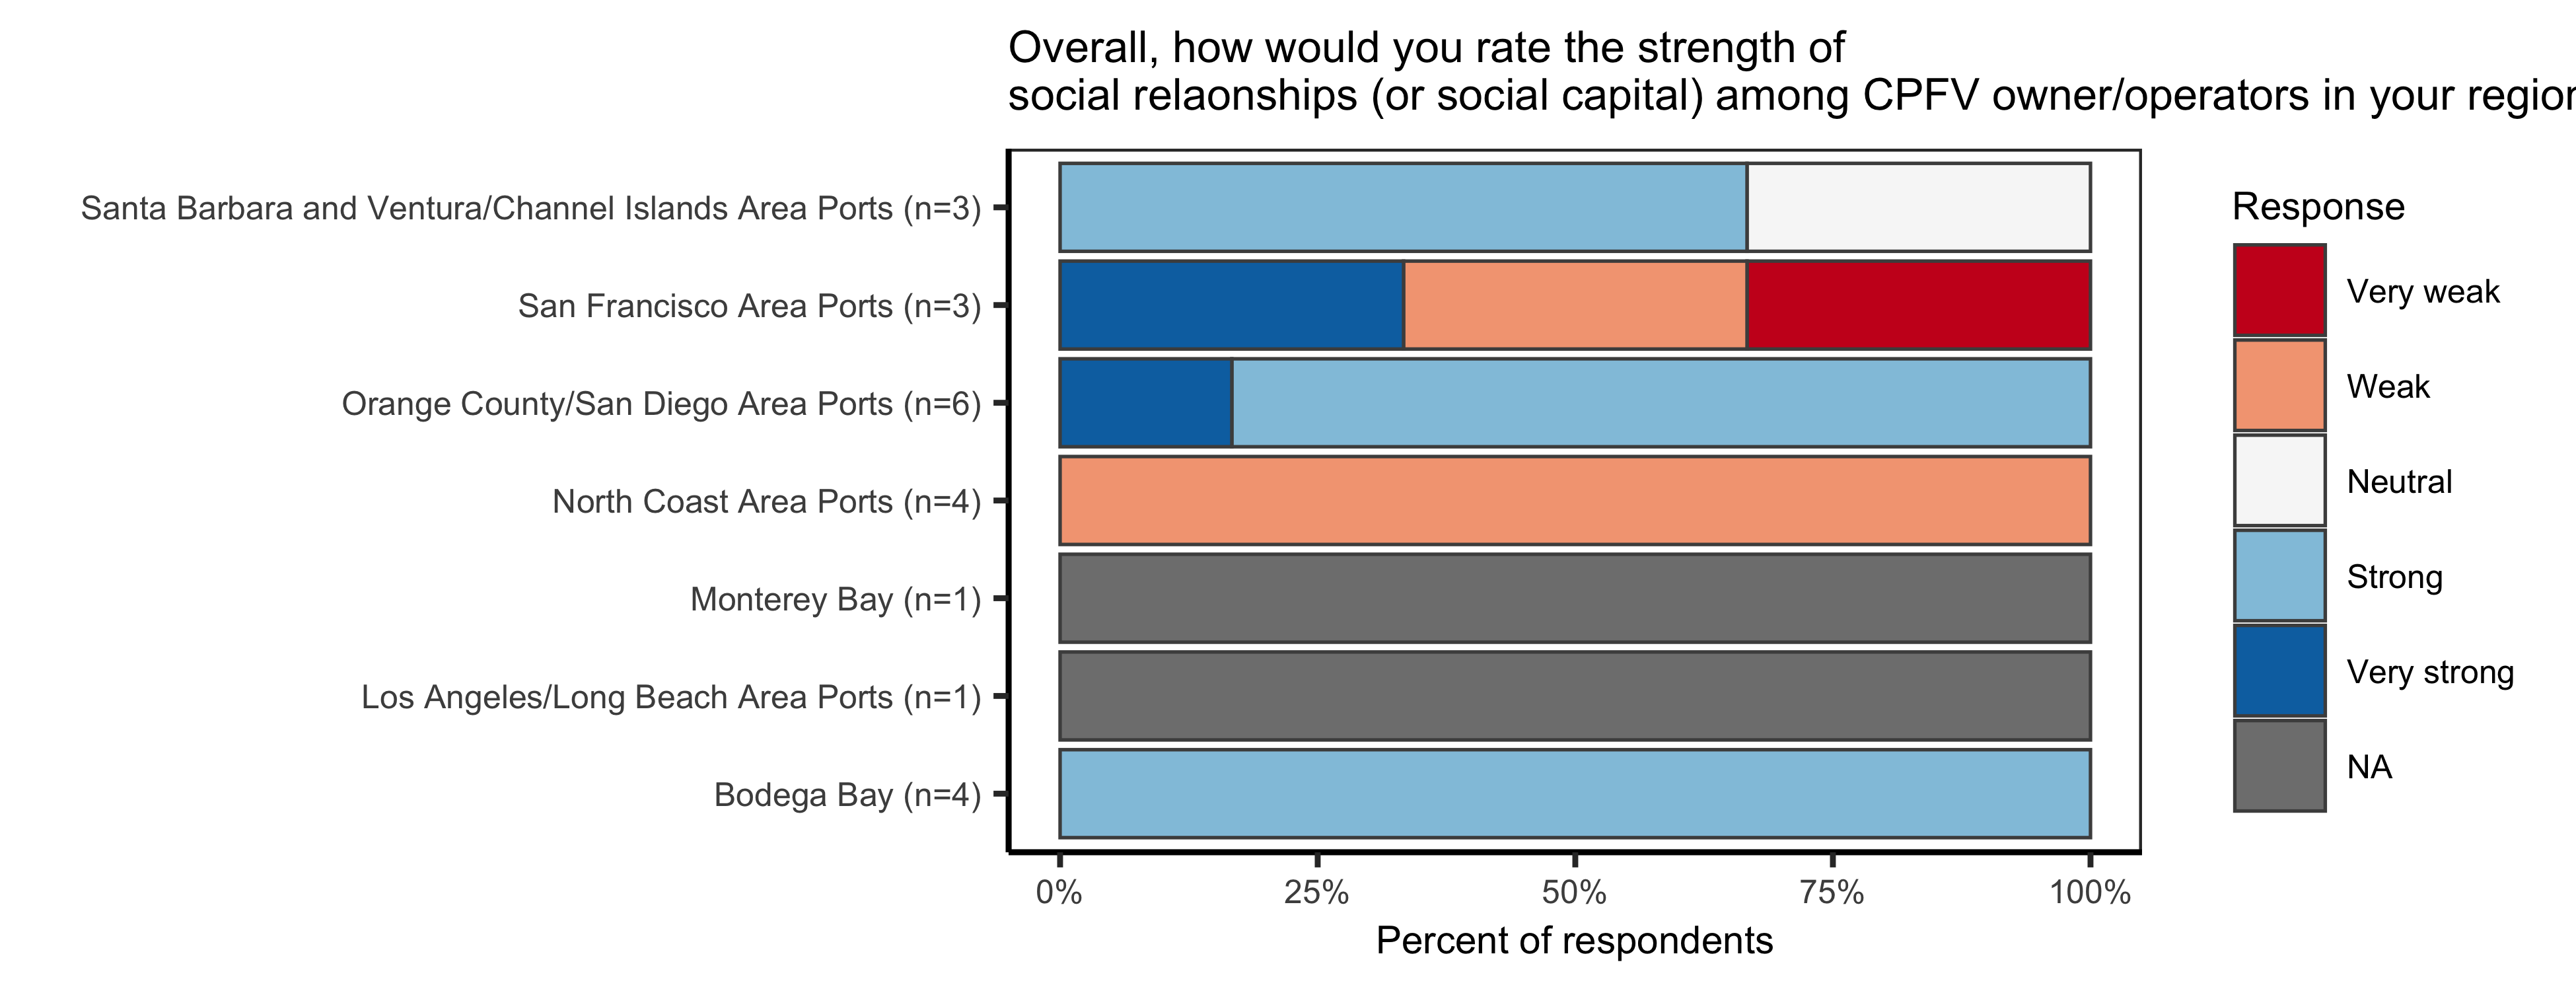 Overall, how would you rate the strength of
social relaonships (or social capital) among CPFV owner/operators in your region
Santa Barbara and Ventura/Channel Islands Area Ports (n=3)
San Francisco Area Ports (n=3)
Orange County/San Diego Area Ports (n=6)
North Coast Area Ports (n=4)
Monterey Bay (n=1)
Los Angeles/Long Beach Area Ports (n=1)
Bodega Bay (n=4)
0% 25% 50% 75% 100%
Percent of respondents
Response
Very weak
Weak
Neutral
Strong
Very strong
NA